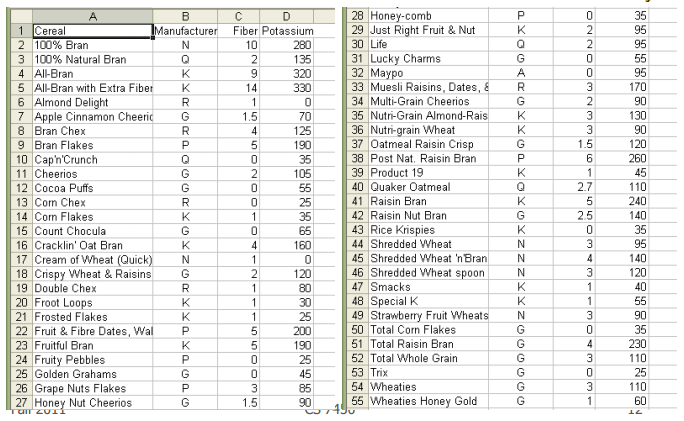 A B C D
1 Cereal Manufacturer Fiber Potassium
2 100% Bran N 10 280
3 100% Natural Bran Q 2 135
4 All-Bran K 9 320
5 All-Bran with Extra Fiber K 14 330
6 Almond Delight R 1 0
7 Apple Cinnamon Cheerio G 1.5 70
8 Bran Chex R 4 125
9 Bran Flakes P 5 190
10 Cap'n'Crunch Q 0 35
11 Cheerios G 2 105
12 Cocoa Puffs G 0 55
13 Corn Chex R 0 25
14 Corn Flakes K 1 35
15 Count Chocula G 0 65
16 Cracklin' Oat Bran K 4 160
17 Cream of Wheat (Quick) N 1 0
18 Crispy Wheat & Raisins G 2 120
19 Double Chex R 1 80
20 Froot Loops K 1 30
21 Frosted Flakes K 1 25
22 Fruit & Fibre Dates, Wal P 5 200
23 Fruitful Bran K 5 190
24 Fruity Pebbles P 0 25
25 Golden Grahams G 0 45
26 Grape Nuts Flakes P 3 85
27 Honey Nut Cheerios G 1.5 90
28 Honey-comb P 0 35
29 Just Right Fruit & Nut K 2 95
30 Life Q 2 95
31 Lucky Charms G 0 55
32 Maypo A 0 95
33 Muesli Raisins, Dates, & R 3 170
34 Multi-Grain Cheerios G 2 90
35 Nutri-Grain Almond-Rais K 3 130
36 Nutri-grain Wheat K 3 90
37 Oatmeal Raisin Crisp G 1.5 120
38 Post Nat. Raisin Bran P 6 260
39 Product 19 K 1 45
40 Quaker Oatmeal Q 2.7 110
41 Raisin Bran K 5 240
42 Raisin Nut Bran G 2.5 140
43 Rice Krispies K 0 35
44 Shredded Wheat N 3 95
45 Shredded Wheat 'n'Bran N 4 140
46 Shredded Wheat spoon N 3 120
47 Smacks K 1 40
48 Special K K 1 55
49 Strawberry Fruit Wheats N 3 90
50 Total Corn Flakes G 0 35
51 Total Raisin Bran G 4 230
52 Total Whole Grain G 3 110
53 Trix G 0 25
54 Wheaties G 3 110
55 Wheaties Honey Gold G 1 60
Fall 2011 CS 7450 12